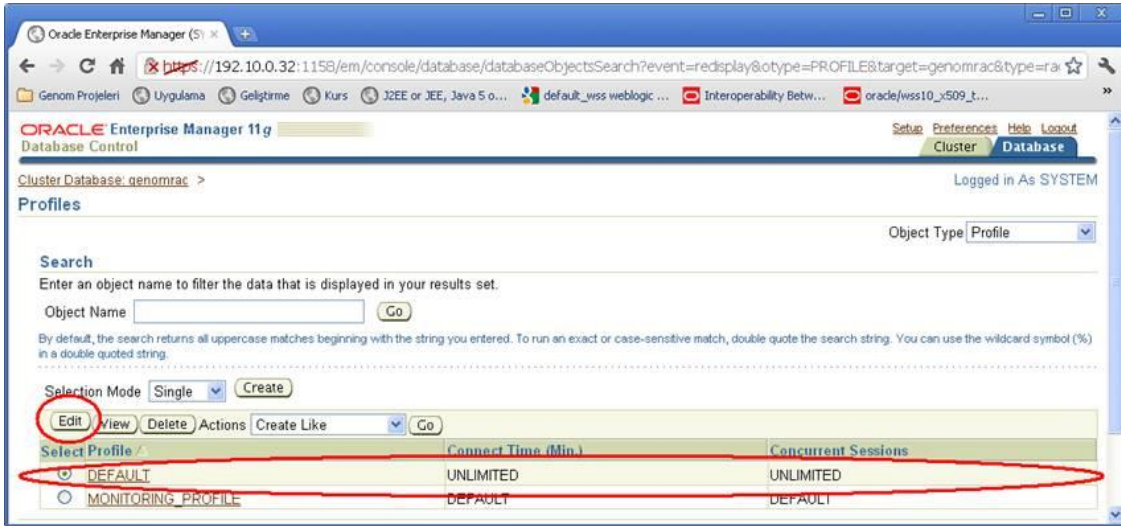 Oracle Enterprise Manager (SY
https://192.10.0.32:1158/em/console/database/databaseObjectsSearch?event=redisplay&otype=PROFILE&target=genomrac&type=ra
Genom Projeleri Uygulama Geliştirme Kurs J2EE or JEE, Java 5 o... default_wss weblogic ... Interoperability Betw... oracle/wss10_x509_t... »
ORACLE Enterprise Manager 11g
Database Control
Setup Preferences Help Logout
Cluster Database
Cluster Database: genomrac >
Logged in As SYSTEM
Profiles
Object Type Profile
Search
Enter an object name to filter the data that is displayed in your results set.
Object Name Go
By default, the search returns all uppercase matches beginning with the string you entered. To run an exact or case-sensitive match, double quote the search string. You can use the wildcard symbol (%)
in a double quoted string.
Selection Mode Single Create
Edit View Delete Actions Create Like Go
Select Profile Connect Time (Min.) Concurrent Sessions
DEFAULT UNLIMITED UNLIMITED
MONITORING_PROFILE DEFAULT DEFAULT